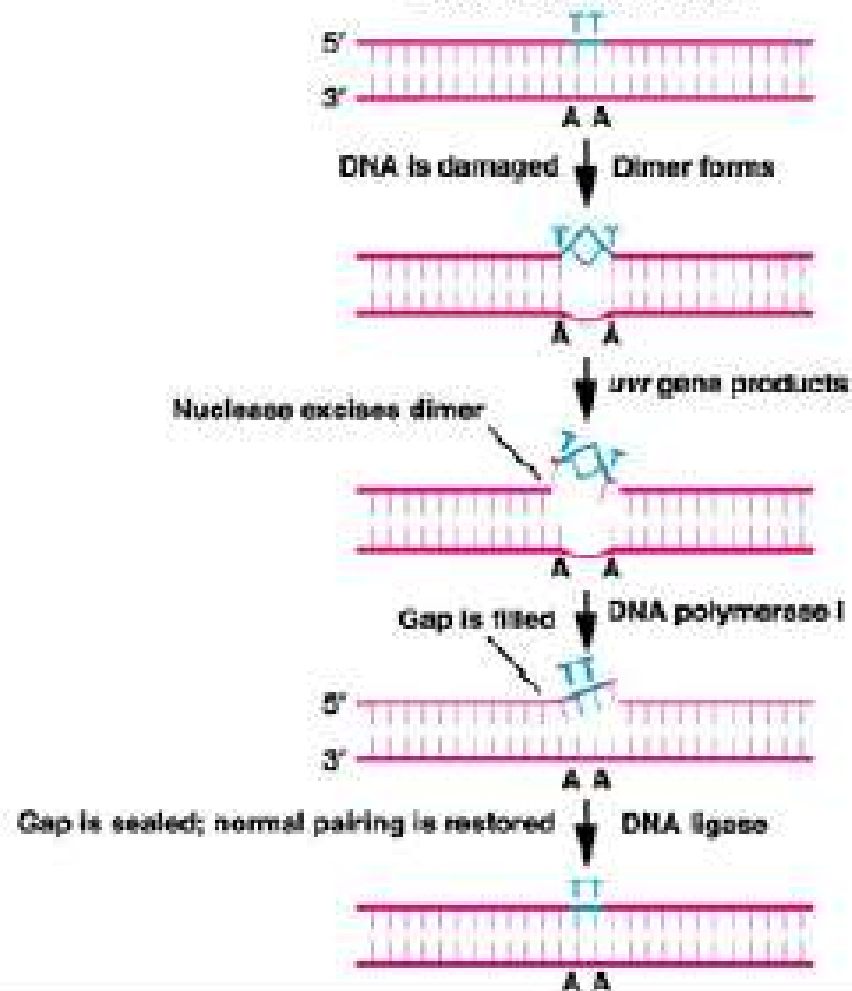 TT
5'
3'
A A
DNA is damaged Dimer forms
T T
A A
uvr gene products
Nuclease excises dimer
T T
A A
Gap is filled DNA polymerase I
TT
5'
3'
A A
Gap is sealed; normal pairing is restored DNA ligase
TT
A A